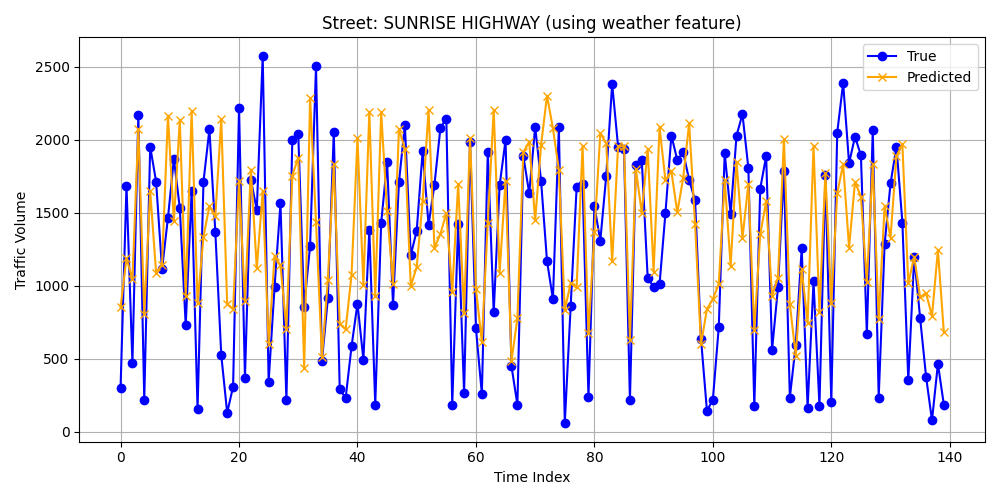 Street: SUNRISE HIGHWAY (using weather feature)
True
Predicted
Traffic Volume
2500
2000
1500
1000
500
0
0 20 40 60 80 100 120 140
Time Index